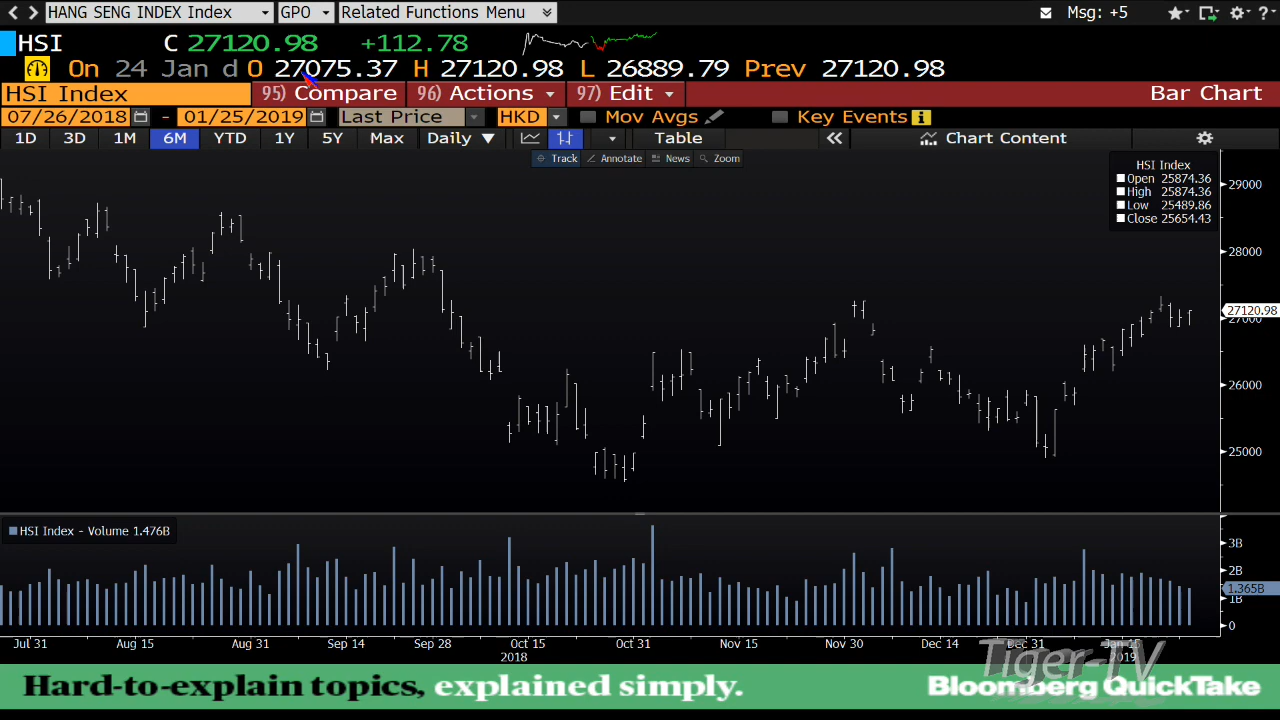 HANG SENG INDEX Index GPO Related Functions Menu Msg: +5 ?
HSI C 27120.98 +112.78
On 24 Jan d O 27075.37 H 27120.98 L 26889.79 Prev 27120.98
HSI Index 95) Compare 96) Actions 97) Edit Bar Chart
07/26/2018 - 01/25/2019 Last Price HKD Mov Avgs Key Events i
1D 3D 1M 6M YTD 1Y 5Y Max Daily Table Chart Content
Track Annotate News Zoom
HSI Index
Open 25874.36
High 25874.36
Low 25489.86
Close 25654.43
29000
28000
27120.98
27000
26000
25000
HSI Index - Volume 1.476B
3B
2B
1.365B
1B
0
Jul 31 Aug 15 Aug 31 Sep 14 Sep 28 Oct 15 Oct 31 Nov 15 Nov 30 Dec 14 Dec 31 Jan 15
2018 2019
Tiger-TV
Hard-to-explain topics, explained simply. Bloomberg QuickTake